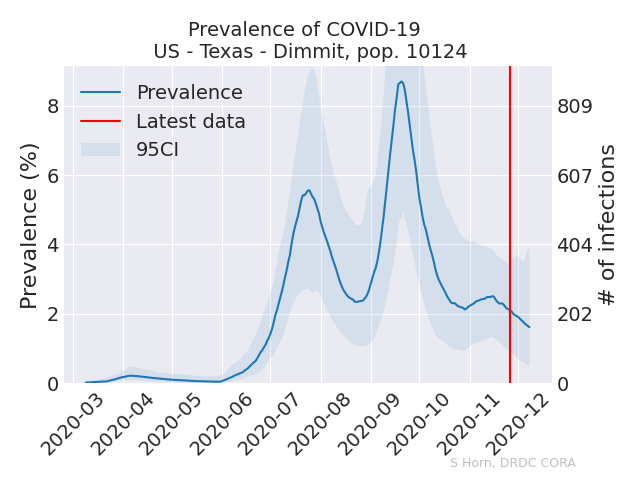 Prevalence of COVID-19
US - Texas - Dimmit, pop. 10124
Prevalence
Latest data
95CI
Prevalence (%)
8
6
4
2
0
# of infections
809
607
404
202
0
2020-03
2020-04
2020-05
2020-06
2020-07
2020-08
2020-09
2020-10
2020-11
2020-12
S Horn, DRDC CORA